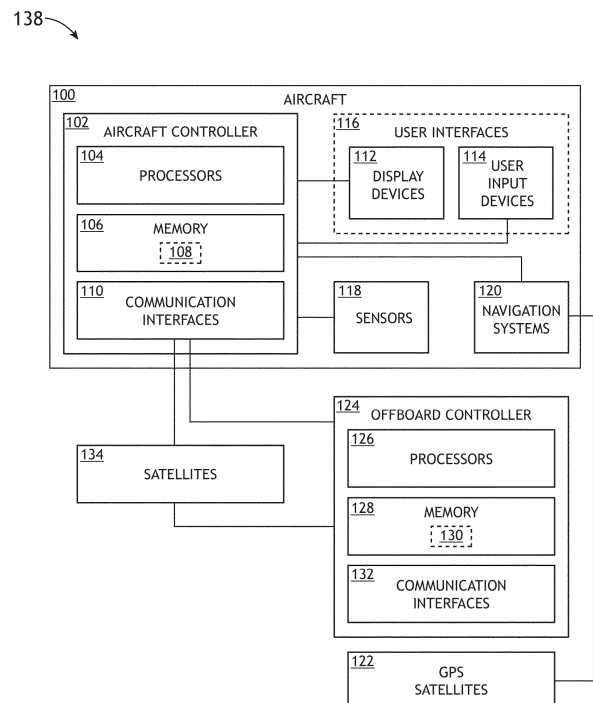 138
100
AIRCRAFT
102
AIRCRAFT CONTROLLER
104
PROCESSORS
106
MEMORY
108
110
COMMUNICATION
INTERFACES
116
USER INTERFACES
112
DISPLAY
DEVICES
114
USER
INPUT
DEVICES
118
SENSORS
120
NAVIGATION
SYSTEMS
124
OFFBOARD CONTROLLER
126
PROCESSORS
128
MEMORY
130
132
COMMUNICATION
INTERFACES
134
SATELLITES
122
GPS
SATELLITES